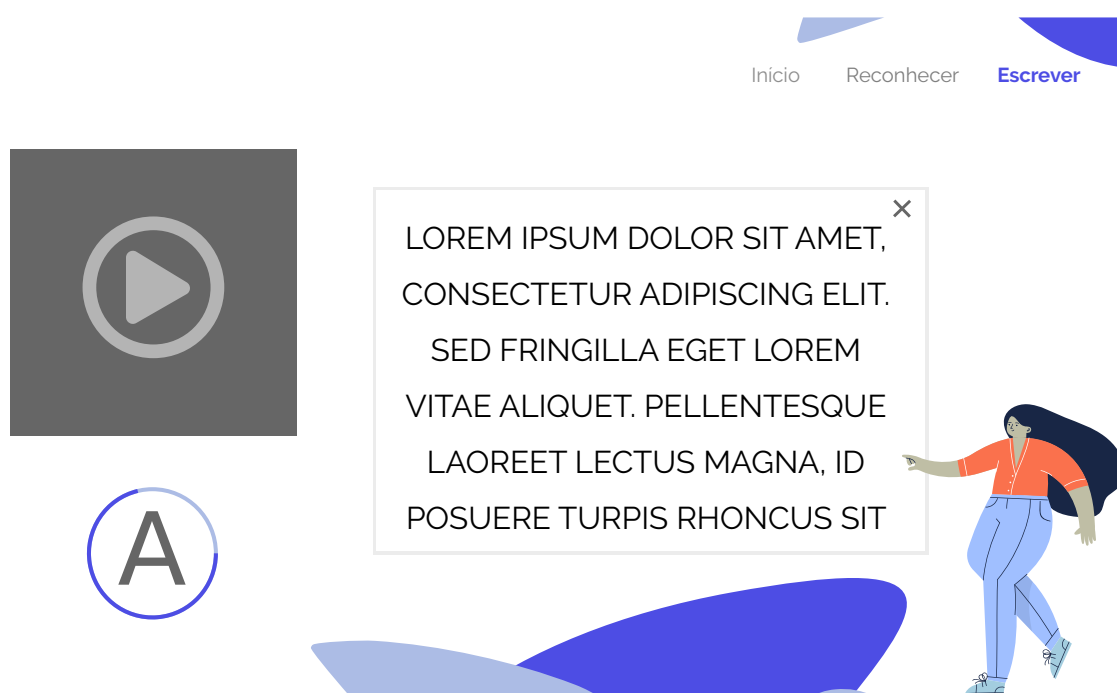 Início Reconhecer Escrever
LOREM IPSUM DOLOR SIT AMET,
CONSECTETUR ADIPISCING ELIT.
SED FRINGILLA EGET LOREM
VITAE ALIQUET. PELLENTESQUE
LAOREET LECTUS MAGNA, ID
POSUERE TURPIS RHONCUS SIT
A